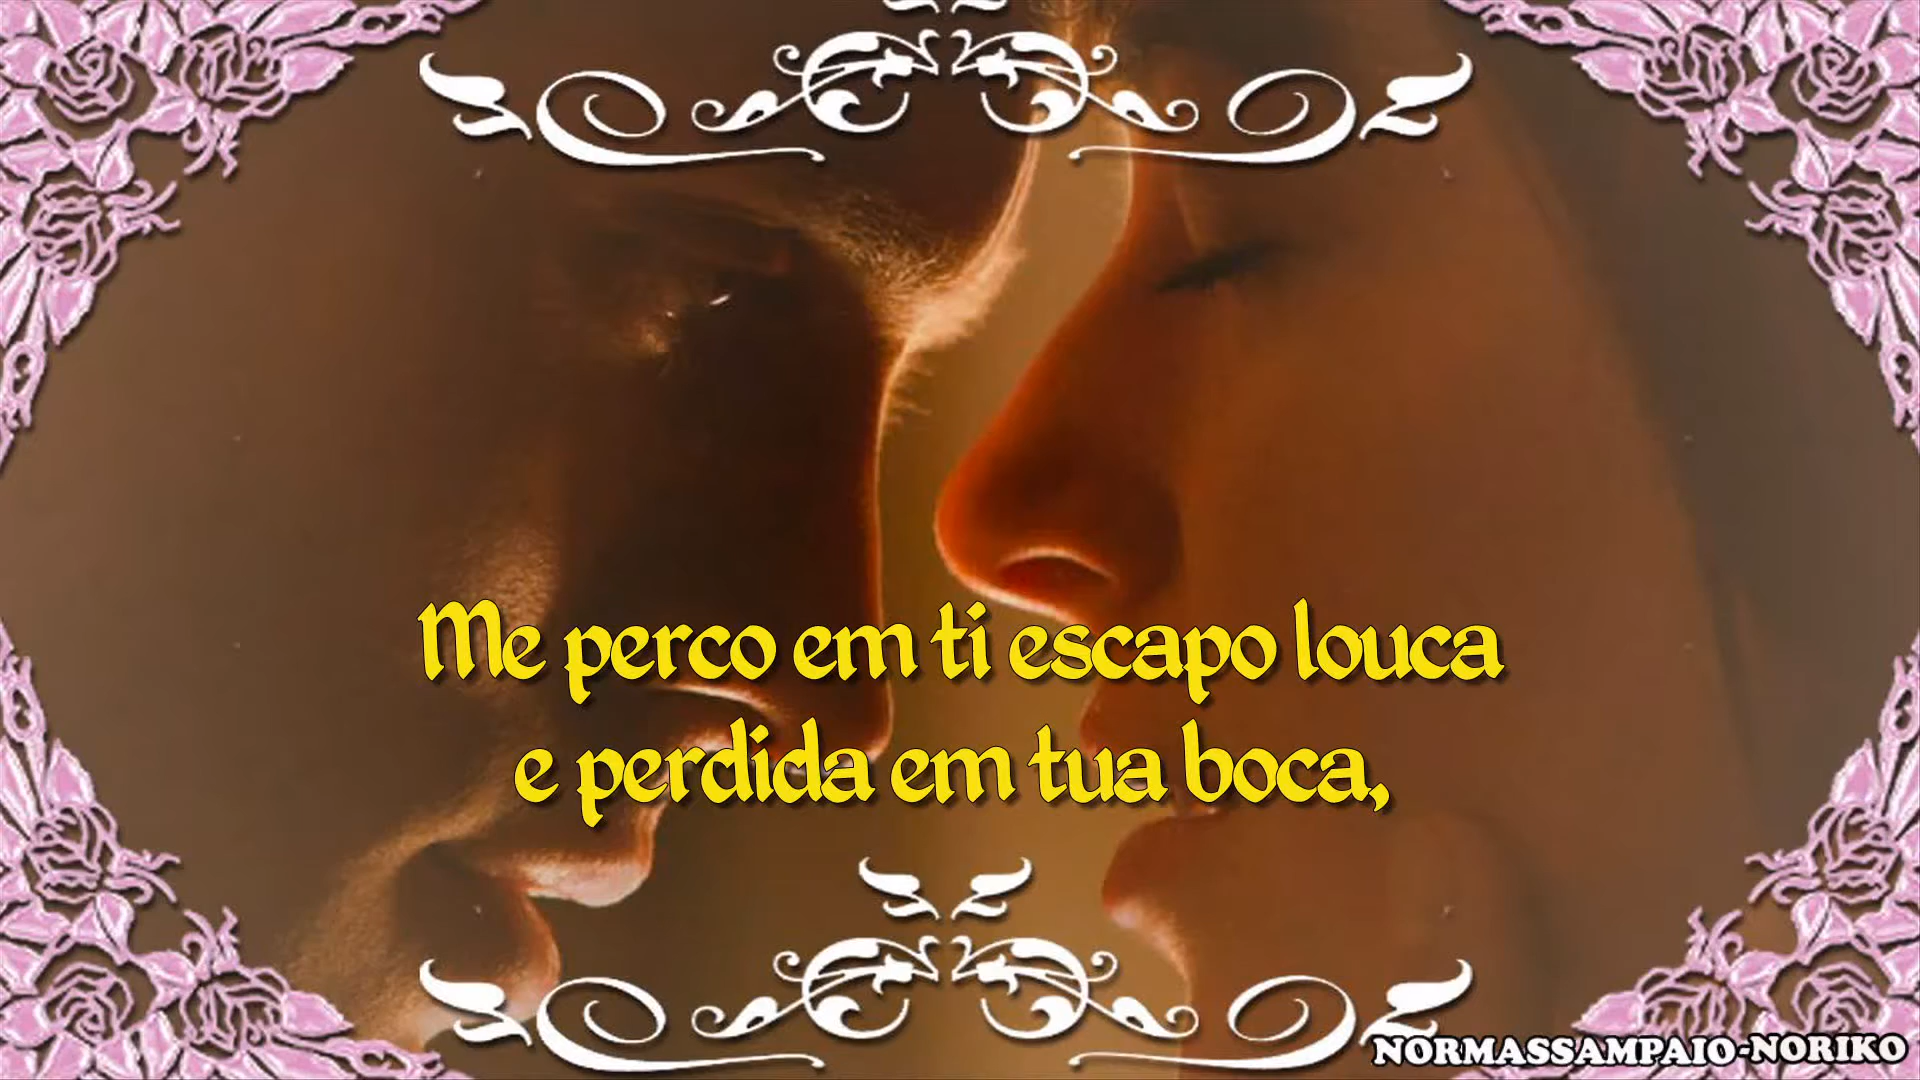 Me perco em ti escapo louca
e perdida em tua boca,
NORMASSAMPAIO-NORIKO